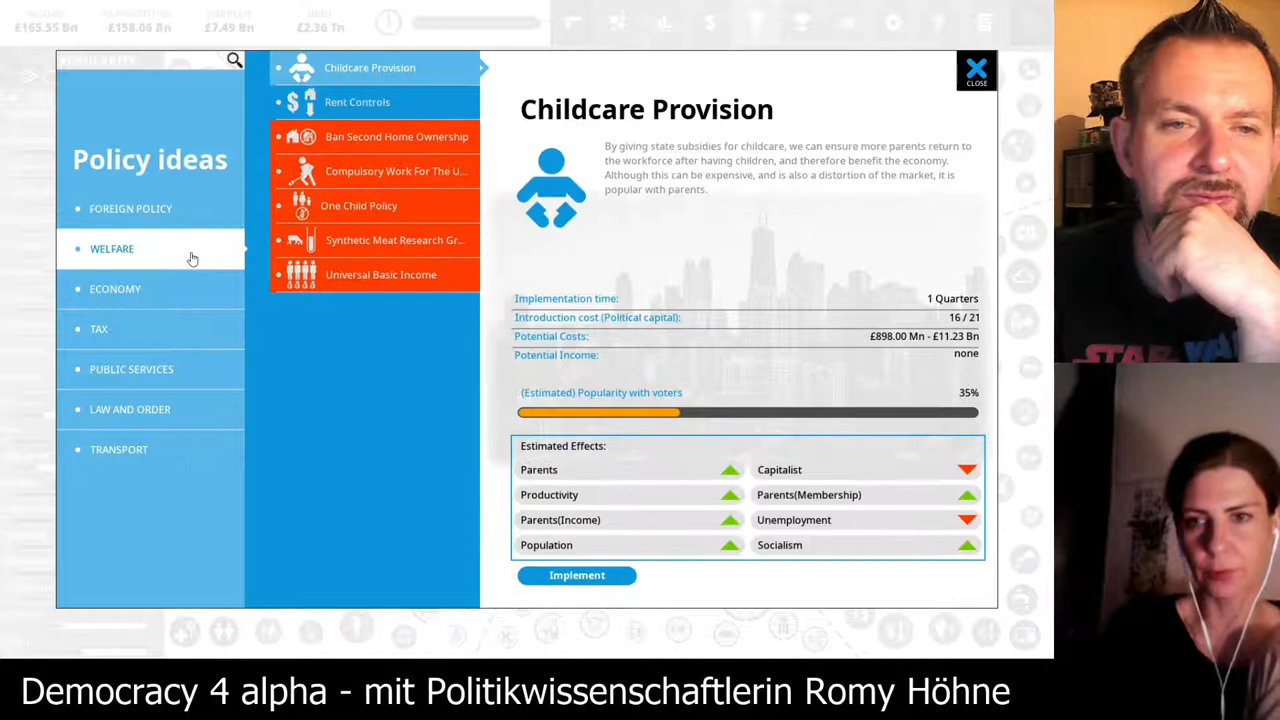 £165.55 Bn £158.06 Bn £7.49 Bn £2.36 Tn
Policy ideas
FOREIGN POLICY
WELFARE
ECONOMY
TAX
PUBLIC SERVICES
LAW AND ORDER
TRANSPORT
Childcare Provision
Rent Controls
Ban Second Home Ownership
Compulsory Work For The U...
One Child Policy
Synthetic Meat Research Gr...
Universal Basic Income
CLOSE
Childcare Provision
By giving state subsidies for childcare, we can ensure more parents return to
the workforce after having children, and therefore benefit the economy.
Although this can be expensive, and is also a distortion of the market, it is
popular with parents.
Implementation time: 1 Quarters
Introduction cost (Political capital): 16 / 21
Potential Costs: £898.00 Mn - £11.23 Bn
Potential Income: none
(Estimated) Popularity with voters 35%
Estimated Effects:
Parents Capitalist
Productivity Parents(Membership)
Parents(Income) Unemployment
Population Socialism
Implement
STAR WA
Democracy 4 alpha - mit Politikwissenschaftlerin Romy Höhne